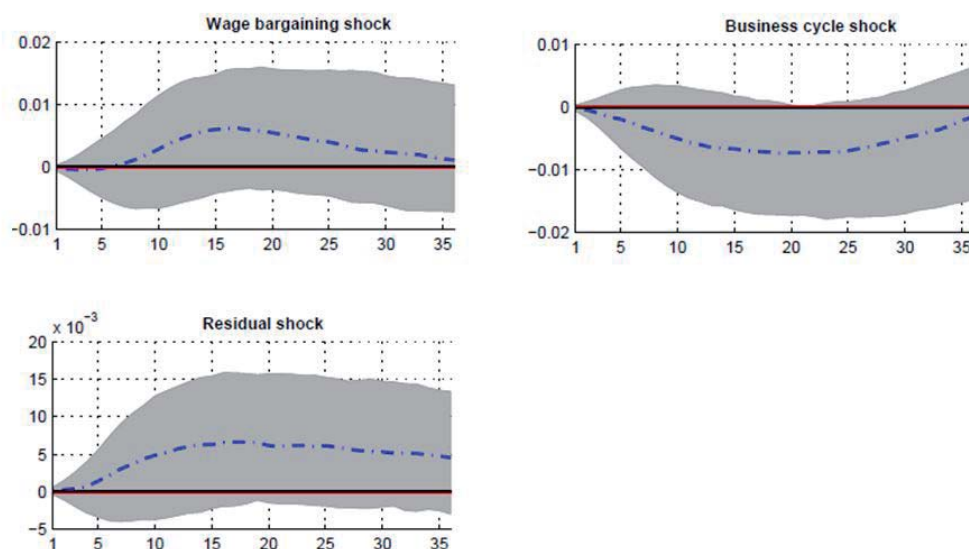 Wage bargaining shock
0.02
0.01
0
−0.01
1 5 10 15 20 25 30 35
Business cycle shock
0.01
0
−0.01
−0.02
1 5 10 15 20 25 30 35
x 10⁻³
Residual shock
20
15
10
5
0
−5
1 5 10 15 20 25 30 35